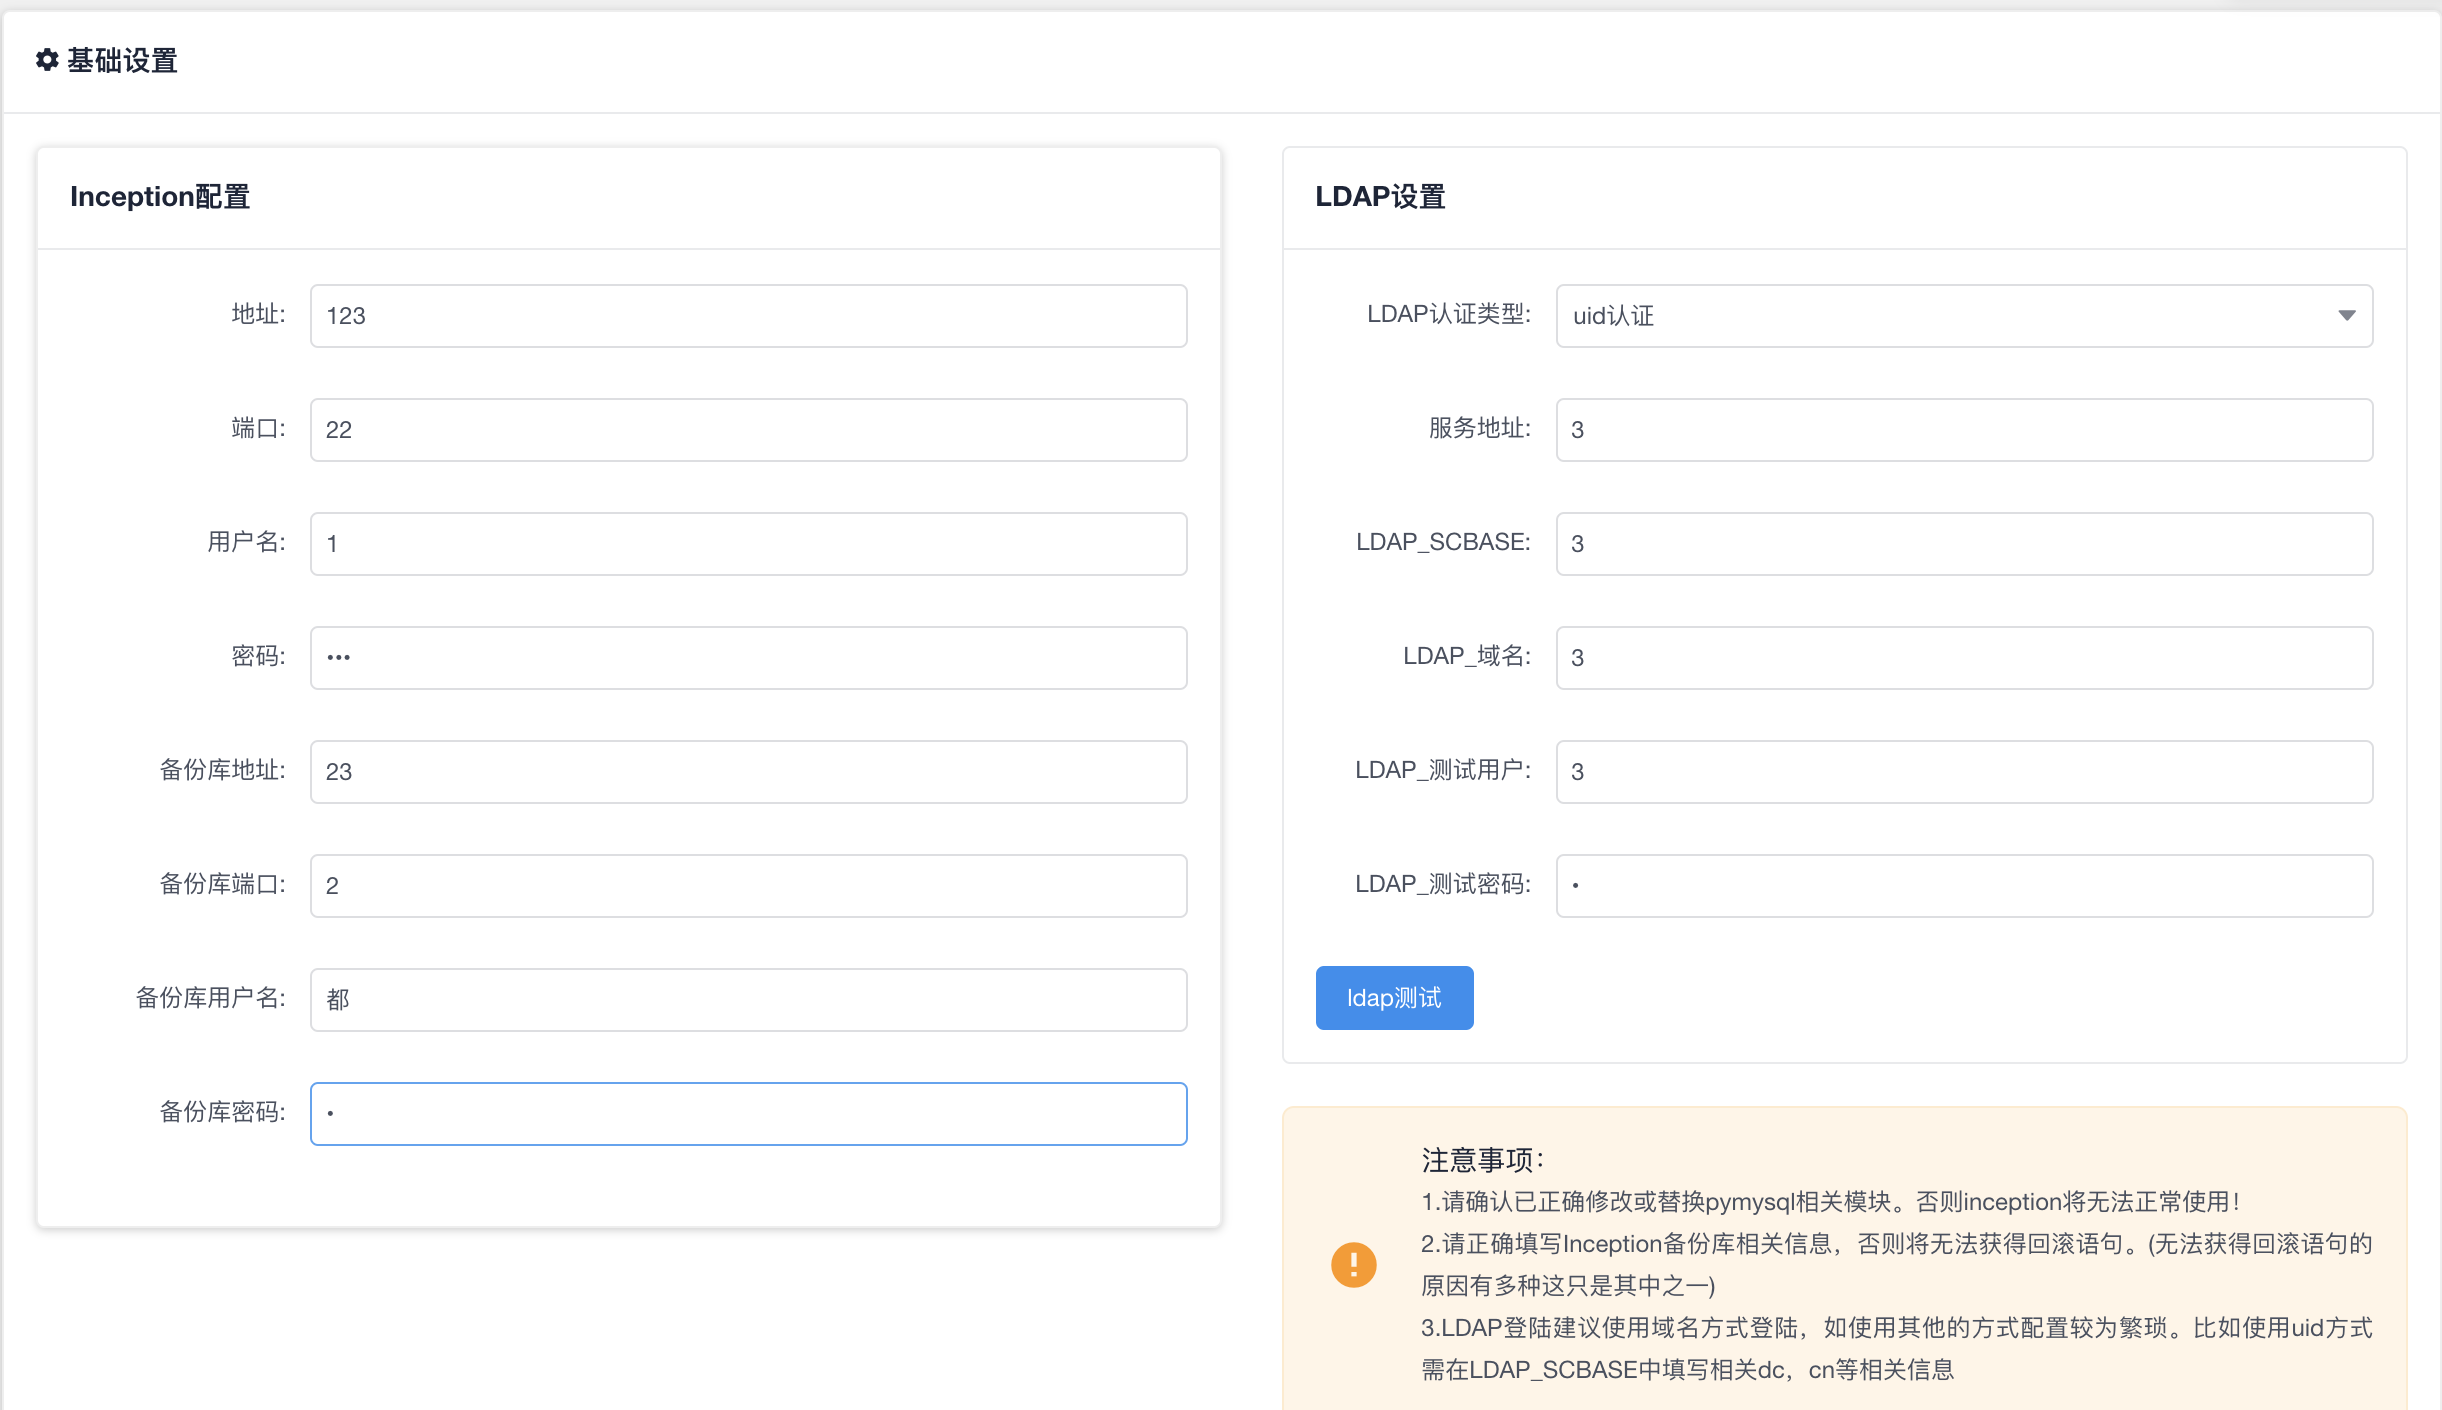 基础设置
Inception配置
地址: 123
端口: 22
用户名: 1
密码: •••
备份库地址: 23
备份库端口: 2
备份库用户名: 都
备份库密码: •
LDAP设置
LDAP认证类型: uid认证
服务地址: 3
LDAP_SCBASE: 3
LDAP_域名: 3
LDAP_测试用户: 3
LDAP_测试密码: •
ldap测试
注意事项：
1.请确认已正确修改或替换pymysql相关模块。否则inception将无法正常使用！
2.请正确填写Inception备份库相关信息，否则将无法获得回滚语句。(无法获得回滚语句的
原因有多种这只是其中之一)
3.LDAP登陆建议使用域名方式登陆，如使用其他的方式配置较为繁琐。比如使用uid方式
需在LDAP_SCBASE中填写相关dc，cn等相关信息